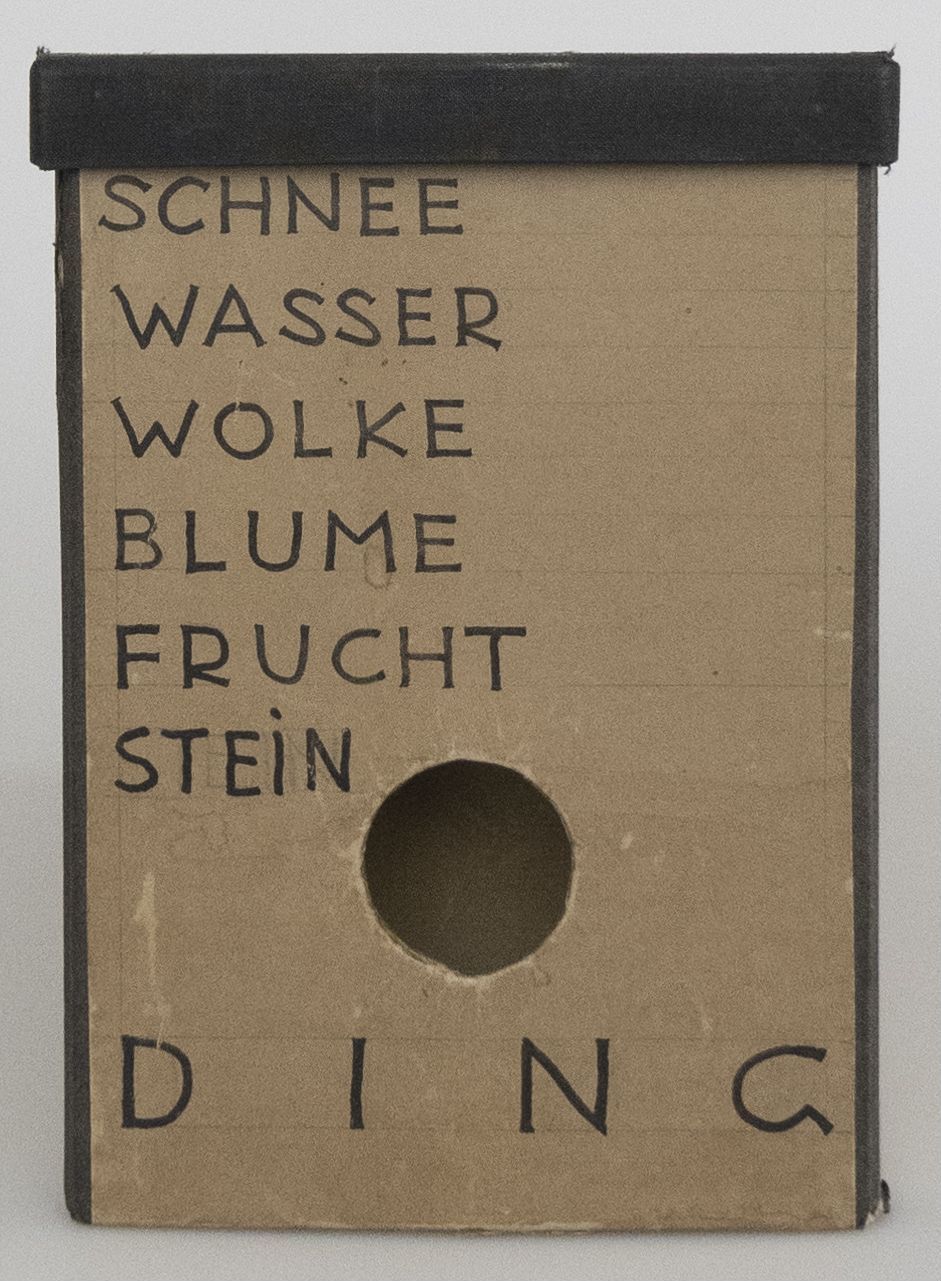 SCHNEE
WASSER
WOLKE
BLUME
FRUCHT
STEiN
DING